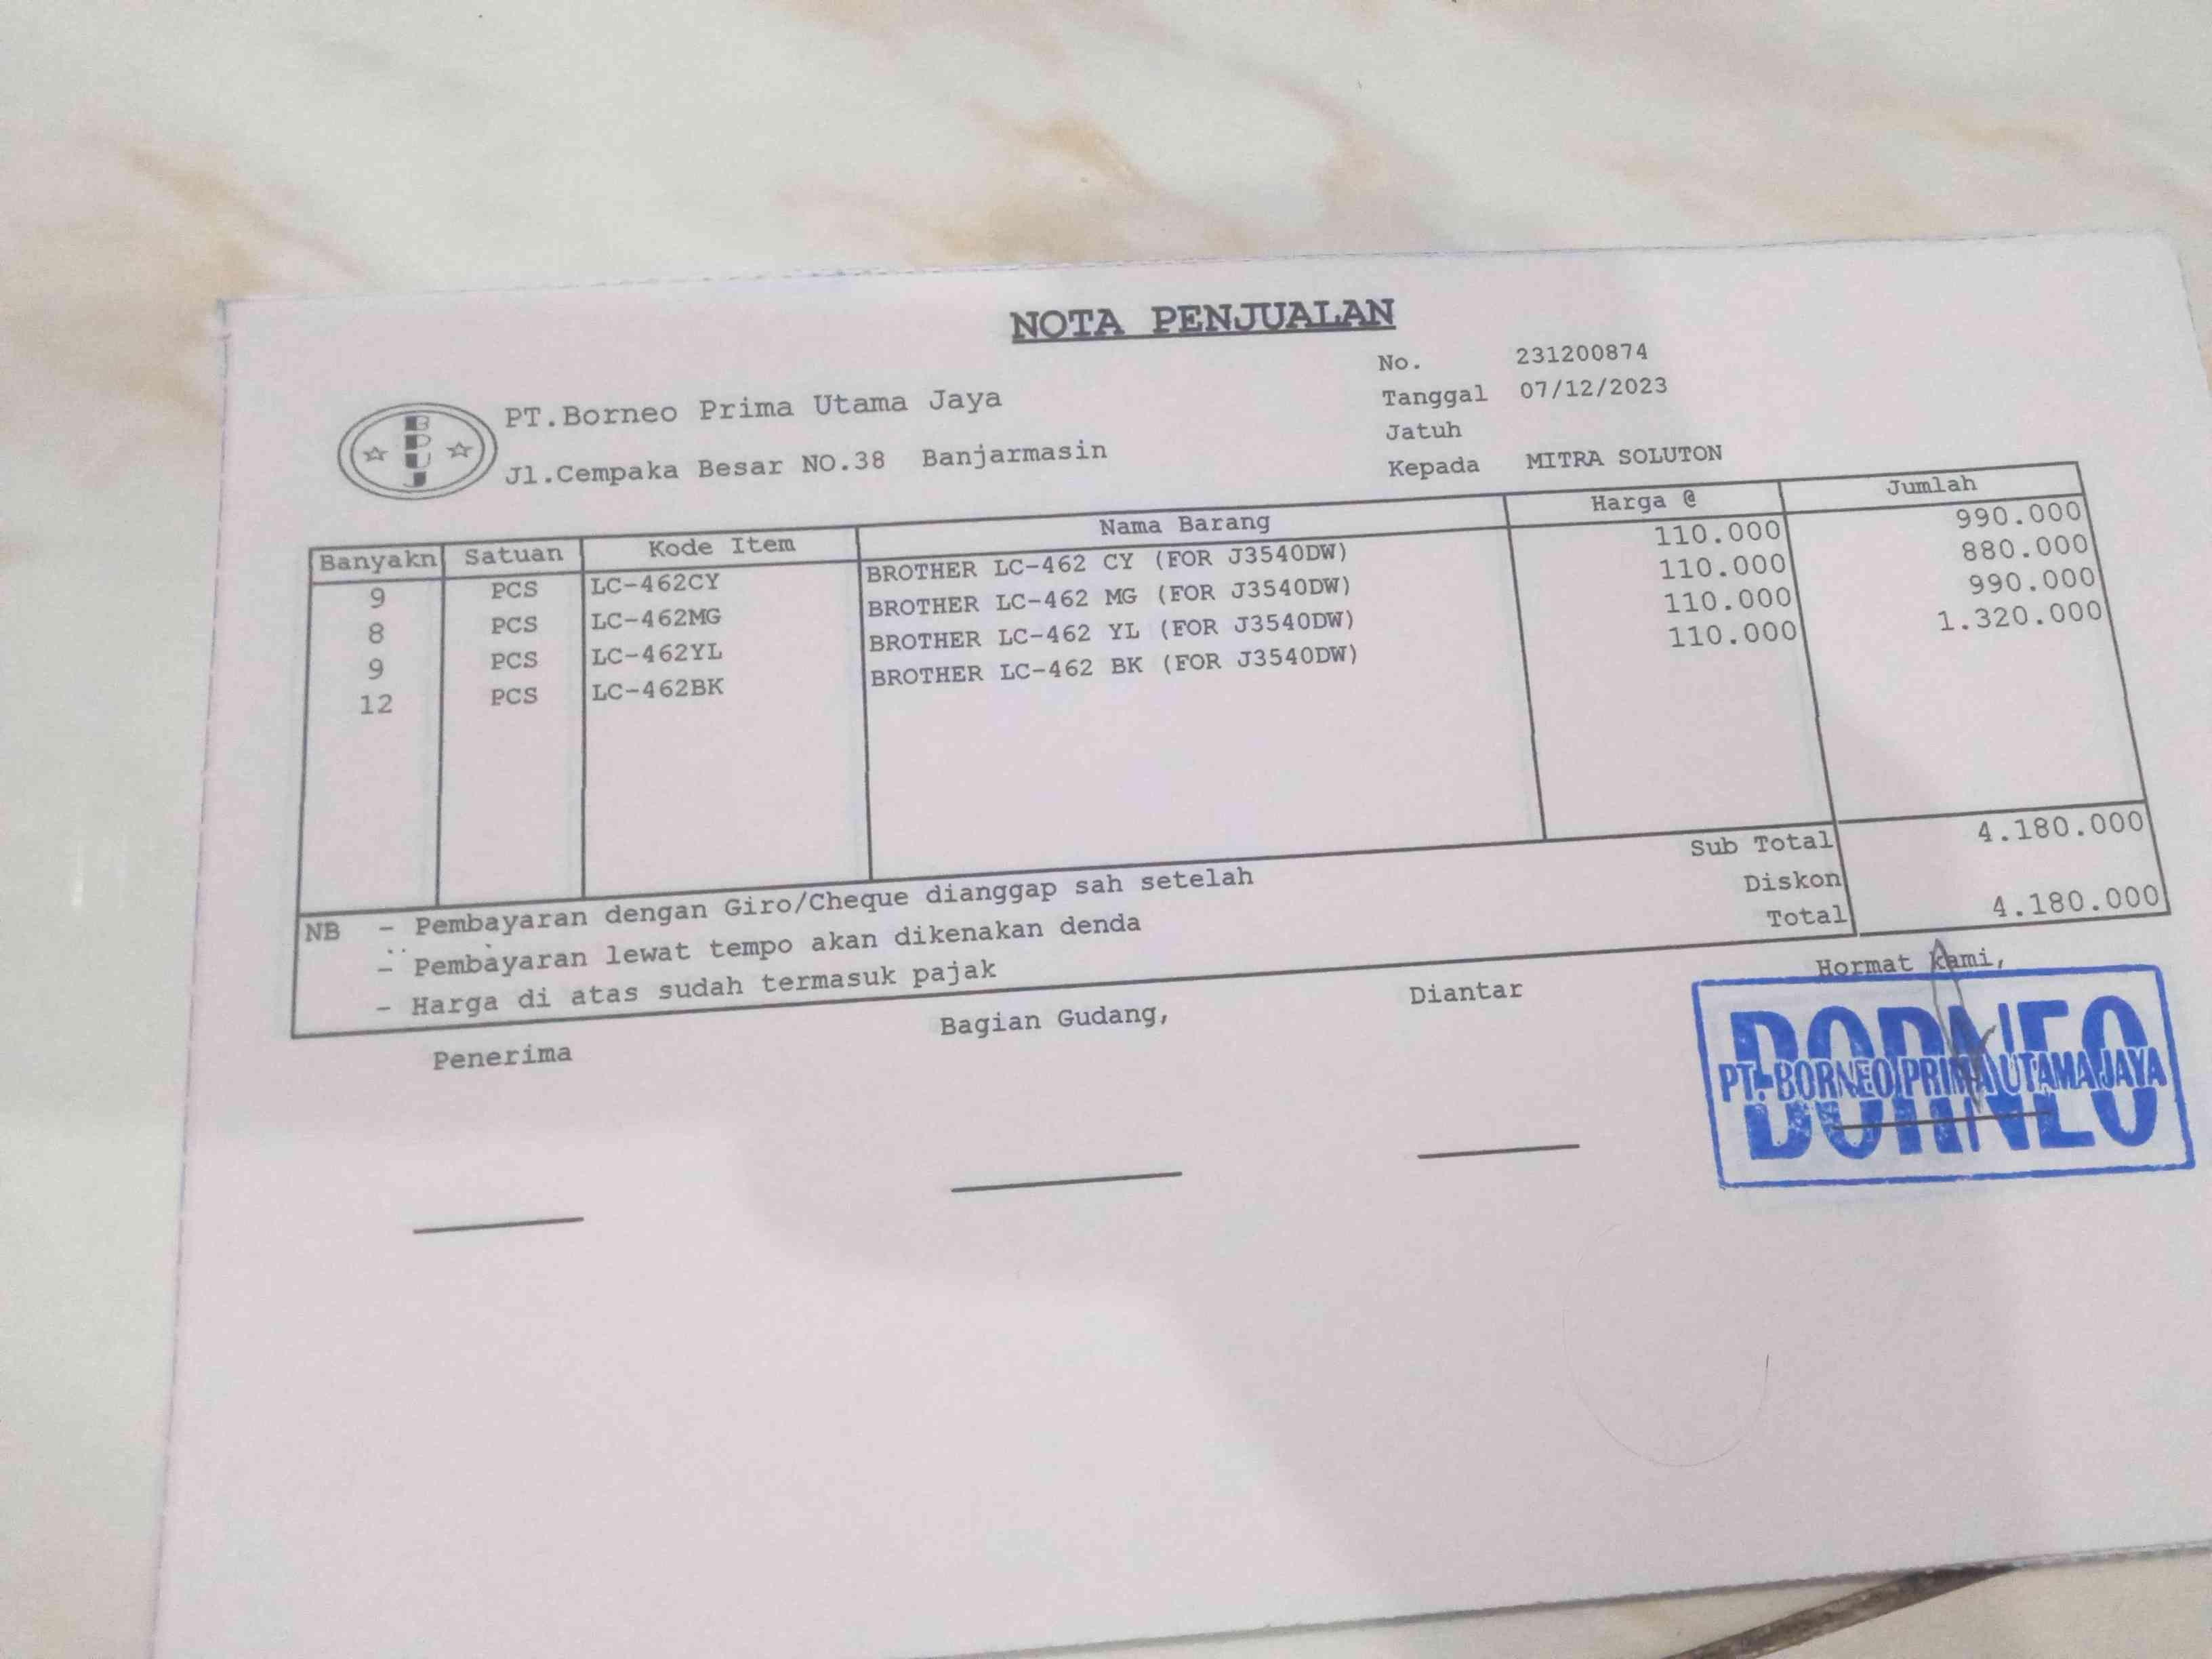 NOTA PENJUALAN
No. 231200874
Tanggal 07/12/2023
Jatuh
Kepada MITRA SOLUTON
B
P
U
J
PT.Borneo Prima Utama Jaya
Jl.Cempaka Besar NO.38 Banjarmasin
Banyakn Satuan Kode Item Nama Barang Harga @ Jumlah
9 PCS LC-462CY BROTHER LC-462 CY (FOR J3540DW) 110.000 990.000
8 PCS LC-462MG BROTHER LC-462 MG (FOR J3540DW) 110.000 880.000
9 PCS LC-462YL BROTHER LC-462 YL (FOR J3540DW) 110.000 990.000
12 PCS LC-462BK BROTHER LC-462 BK (FOR J3540DW) 110.000 1.320.000
Sub Total 4.180.000
Diskon
Total 4.180.000
NB - Pembayaran dengan Giro/Cheque dianggap sah setelah
- Pembayaran lewat tempo akan dikenakan denda
- Harga di atas sudah termasuk pajak
Penerima Bagian Gudang, Diantar Hormat kami,
BORNEO
PT. BORNEO PRIMA UTAMA JAYA